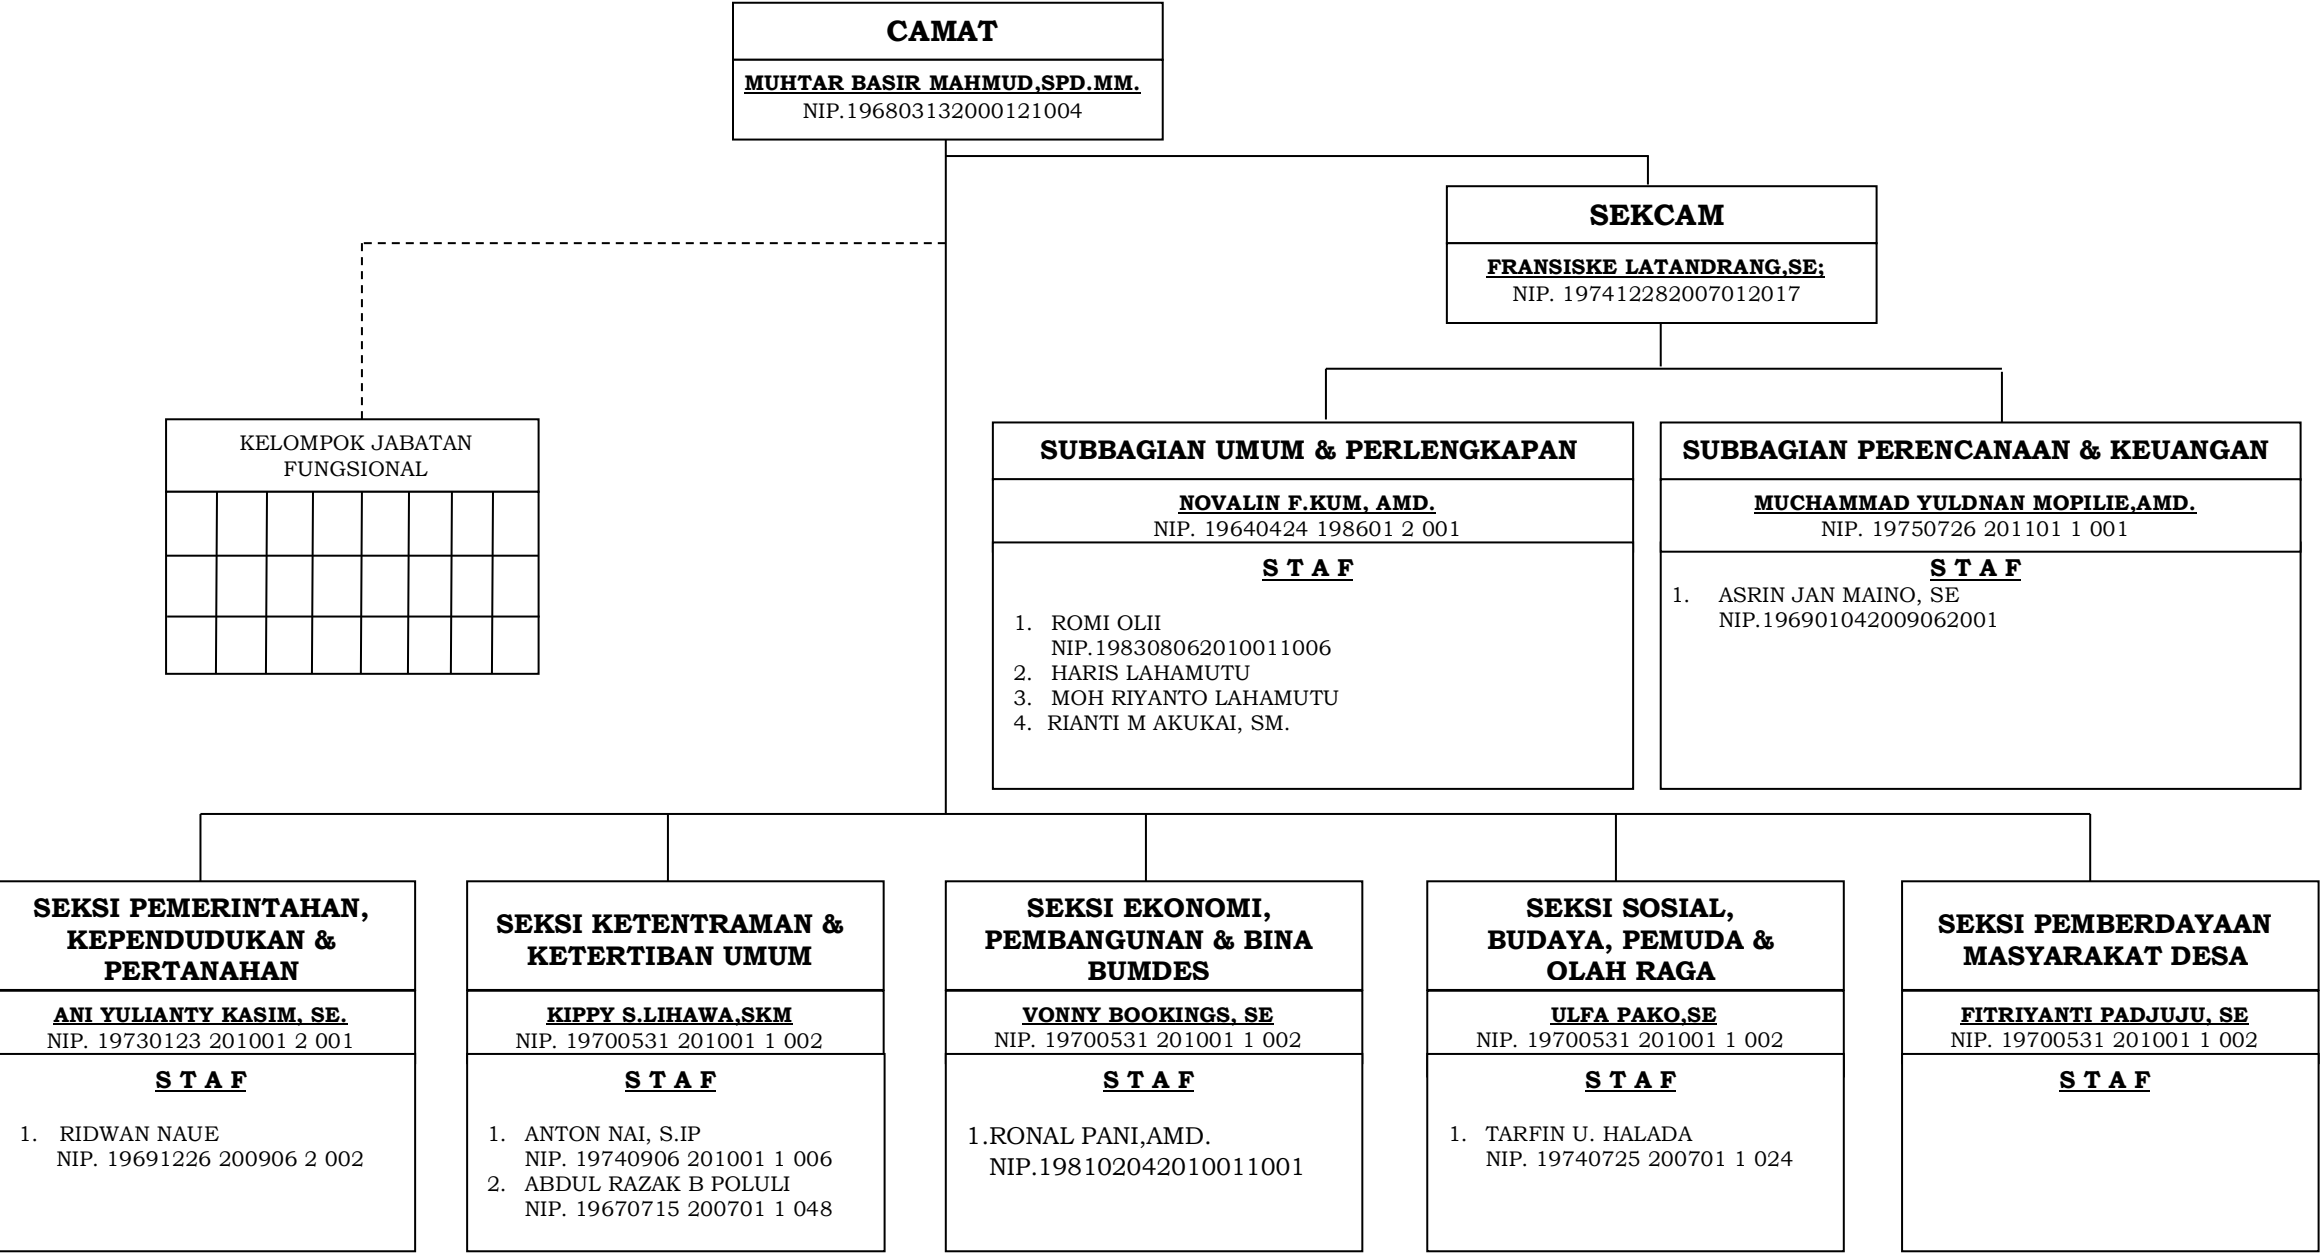 CAMAT
MUHTAR BASIR MAHMUD,SPD.MM.
NIP.196803132000121004
SEKCAM
FRANSISKE LATANDRANG,SE;
NIP. 197412282007012017
KELOMPOK JABATAN
FUNGSIONAL
SUBBAGIAN UMUM & PERLENGKAPAN
NOVALIN F.KUM, AMD.
NIP. 19640424 198601 2 001
S T A F
1. ROMI OLII
NIP.198308062010011006
2. HARIS LAHAMUTU
3. MOH RIYANTO LAHAMUTU
4. RIANTI M AKUKAI, SM.
SUBBAGIAN PERENCANAAN & KEUANGAN
MUCHAMMAD YULDNAN MOPILIE,AMD.
NIP. 19750726 201101 1 001
S T A F
1. ASRIN JAN MAINO, SE
NIP.196901042009062001
SEKSI PEMERINTAHAN,
KEPENDUDUKAN &
PERTANAHAN
ANI YULIANTY KASIM, SE.
NIP. 19730123 201001 2 001
S T A F
1. RIDWAN NAUE
NIP. 19691226 200906 2 002
SEKSI KETENTRAMAN &
KETERTIBAN UMUM
KIPPY S.LIHAWA,SKM
NIP. 19700531 201001 1 002
S T A F
1. ANTON NAI, S.IP
NIP. 19740906 201001 1 006
2. ABDUL RAZAK B POLULI
NIP. 19670715 200701 1 048
SEKSI EKONOMI,
PEMBANGUNAN & BINA
BUMDES
VONNY BOOKINGS, SE
NIP. 19700531 201001 1 002
S T A F
1.RONAL PANI,AMD.
NIP.198102042010011001
SEKSI SOSIAL,
BUDAYA, PEMUDA &
OLAH RAGA
ULFA PAKO,SE
NIP. 19700531 201001 1 002
S T A F
1. TARFIN U. HALADA
NIP. 19740725 200701 1 024
SEKSI PEMBERDAYAAN
MASYARAKAT DESA
FITRIYANTI PADJUJU, SE
NIP. 19700531 201001 1 002
S T A F